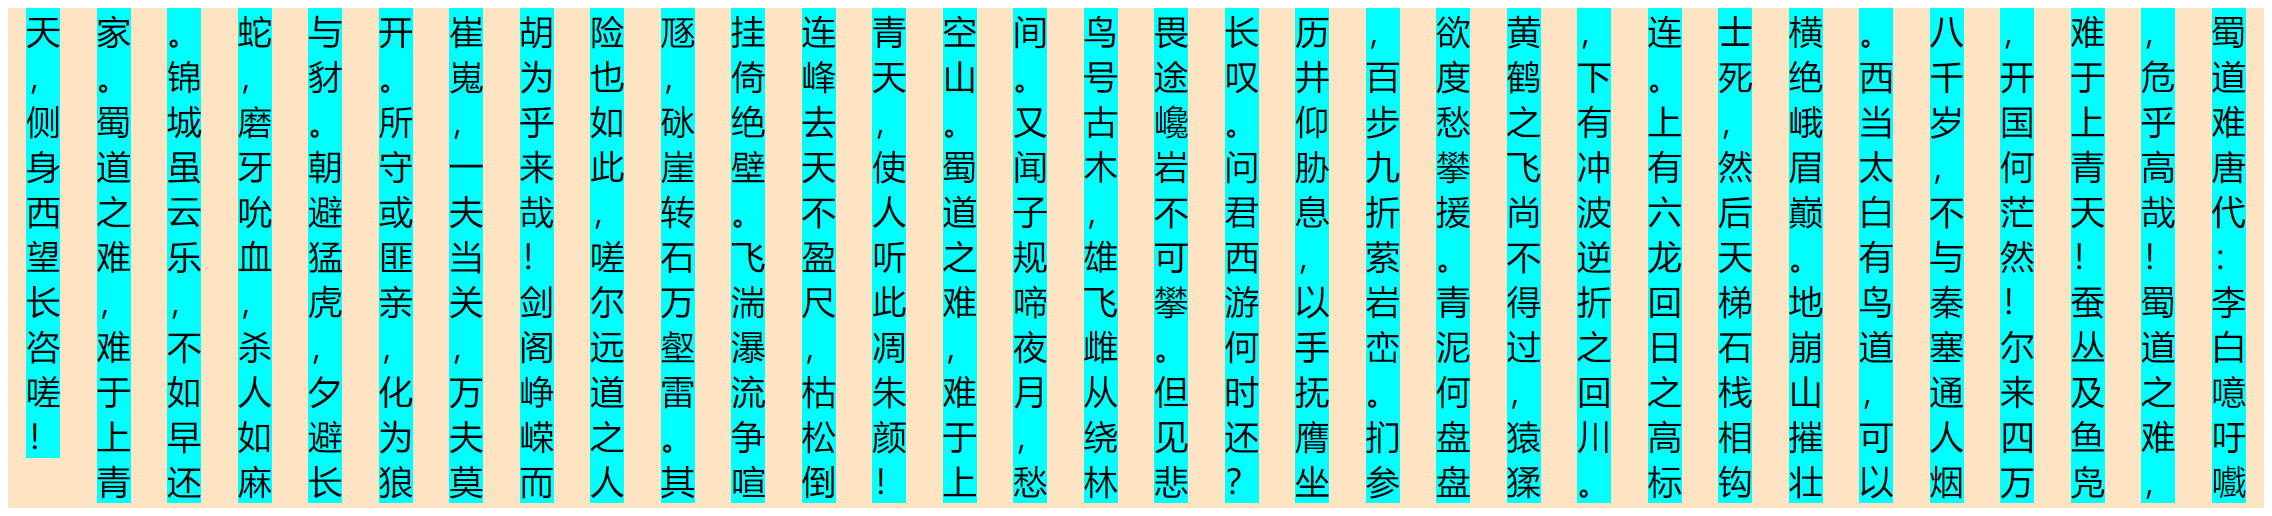 蜀道难唐代：李白噫吁嚱
，危乎高哉！蜀道之难，
难于上青天！蚕丛及鱼凫
，开国何茫然！尔来四万
八千岁，不与秦塞通人烟
。西当太白有鸟道，可以
横绝峨眉巅。地崩山摧壮
士死，然后天梯石栈相钩
连。上有六龙回日之高标
，下有冲波逆折之回川。
黄鹤之飞尚不得过，猿猱
欲度愁攀援。青泥何盘盘
，百步九折萦岩峦。扪参
历井仰胁息，以手抚膺坐
长叹。问君西游何时还？
畏途巉岩不可攀。但见悲
鸟号古木，雄飞雌从绕林
间。又闻子规啼夜月，愁
空山。蜀道之难，难于上
青天，使人听此凋朱颜！
连峰去天不盈尺，枯松倒
挂倚绝壁。飞湍瀑流争喧
豗，砯崖转石万壑雷。其
险也如此，嗟尔远道之人
胡为乎来哉！剑阁峥嵘而
崔嵬，一夫当关，万夫莫
开。所守或匪亲，化为狼
与豺。朝避猛虎，夕避长
蛇，磨牙吮血，杀人如麻
。锦城虽云乐，不如早还
家。蜀道之难，难于上青
天，侧身西望长咨嗟！